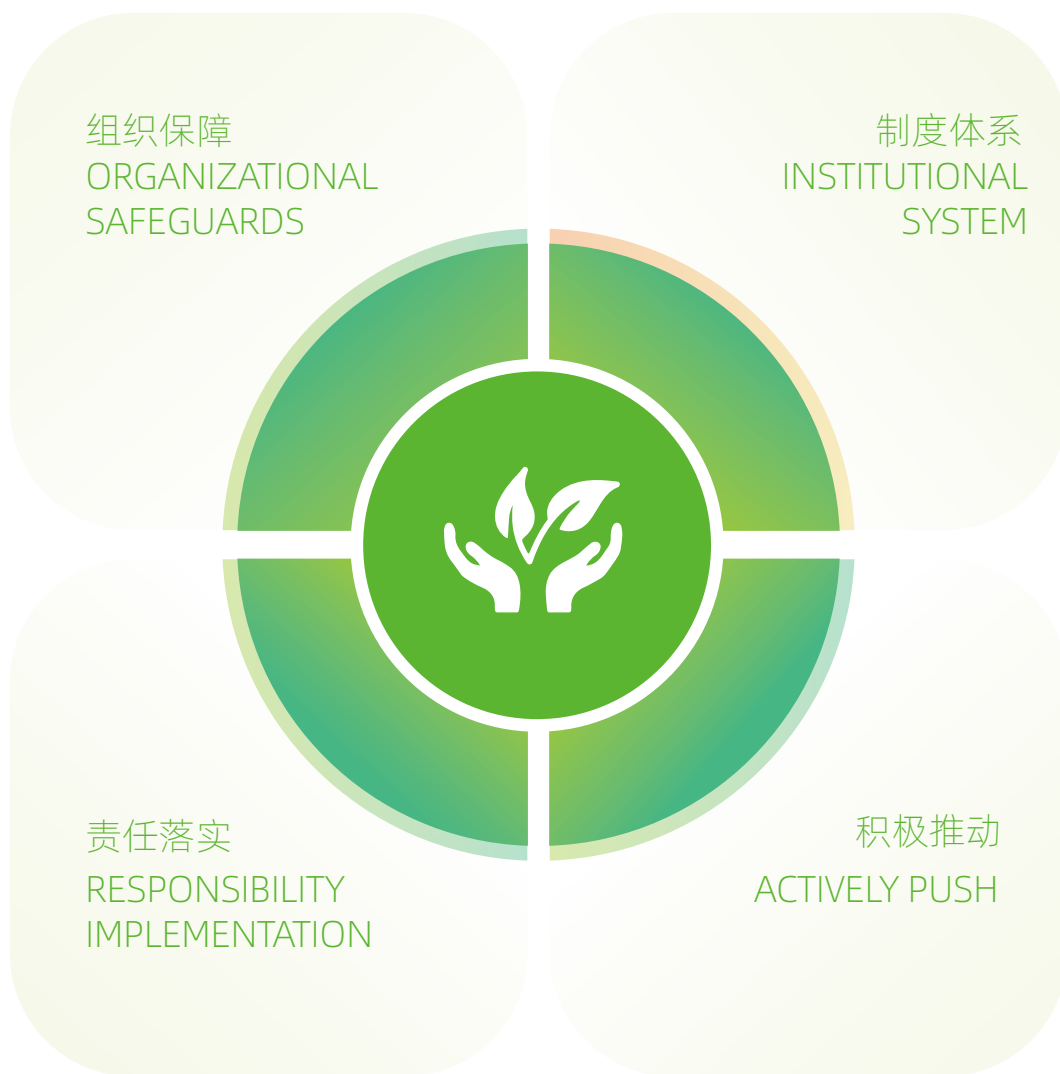 组织保障
ORGANIZATIONAL
SAFEGUARDS
制度体系
INSTITUTIONAL
SYSTEM
责任落实
RESPONSIBILITY
IMPLEMENTATION
积极推动
ACTIVELY PUSH